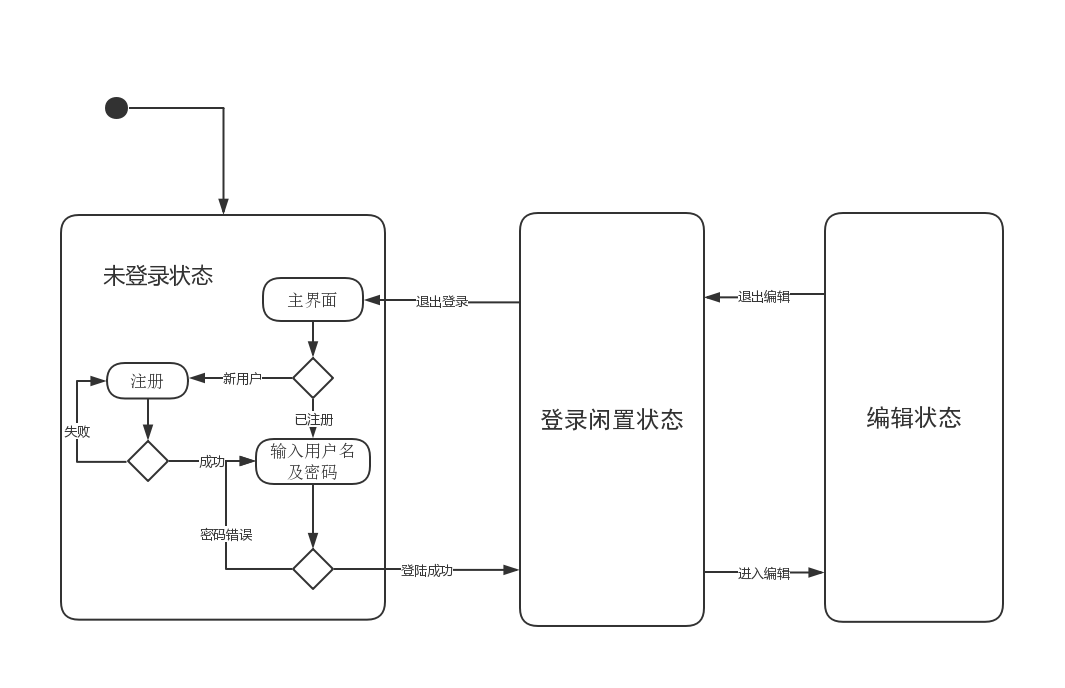 未登录状态
主界面
退出登录
退出编辑
注册
新用户
已注册
登录闲置状态
编辑状态
失败
成功
输入用户名
及密码
密码错误
登陆成功
进入编辑